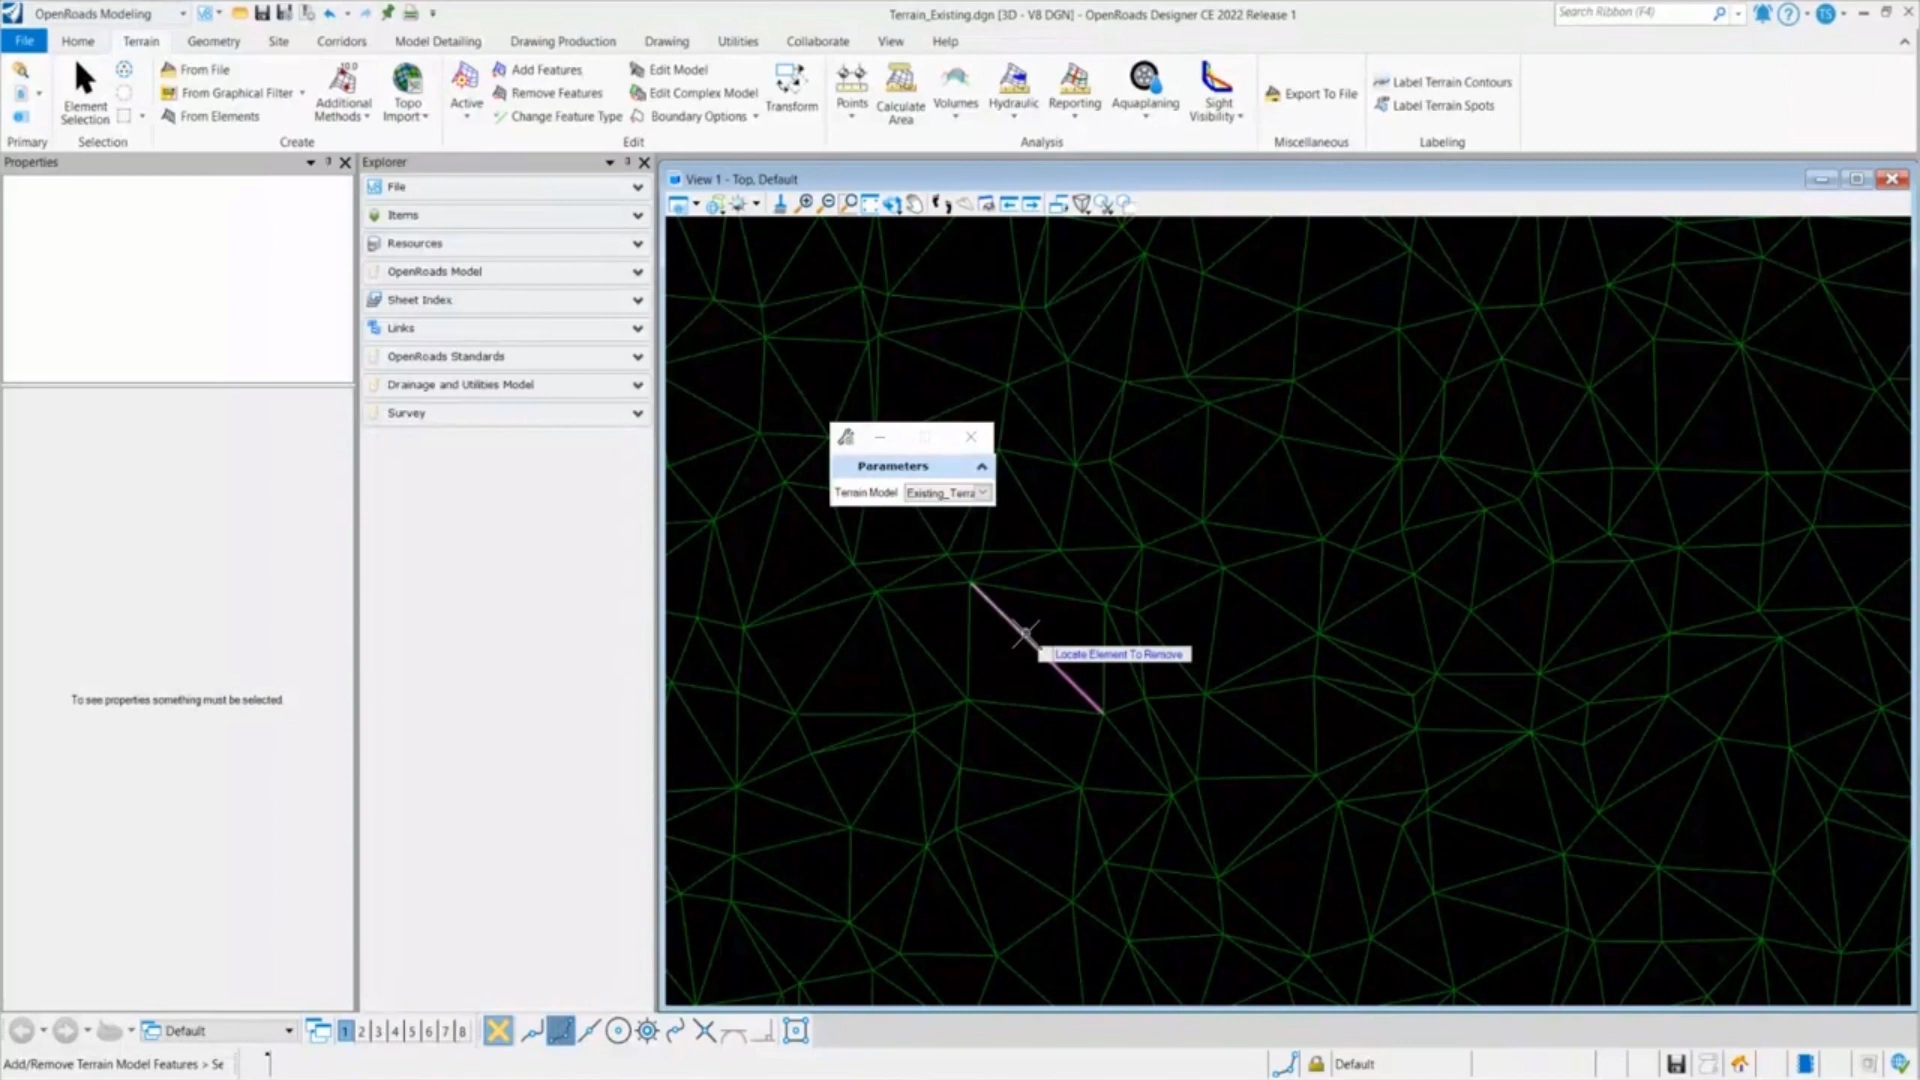 OpenRoads Modeling
Terrain_Existing.dgn [3D - V8 DGN] - OpenRoads Designer CE 2022 Release 1
Search Ribbon (F4)
TS
File
Home
Terrain
Geometry
Site
Corridors
Model Detailing
Drawing Production
Drawing
Utilities
Collaborate
View
Help
Element Selection
From File
From Graphical Filter
From Elements
Additional Methods
Topo Import
Active
Add Features
Remove Features
Change Feature Type
Edit Model
Edit Complex Model
Boundary Options
Transform
Points
Calculate Area
Volumes
Hydraulic
Reporting
Aquaplaning
Sight Visibility
Export To File
Label Terrain Contours
Label Terrain Spots
Primary
Selection
Create
Edit
Analysis
Miscellaneous
Labeling
Properties
Explorer
File
Items
Resources
OpenRoads Model
Sheet Index
Links
OpenRoads Standards
Drainage and Utilities Model
Survey
To see properties something must be selected.
View 1 - Top, Default
Parameters
Terrain Model Existing_Terra
Locate Element To Remove
Default
1 2 3 4 5 6 7 8
Add/Remove Terrain Model Features > Se
Default